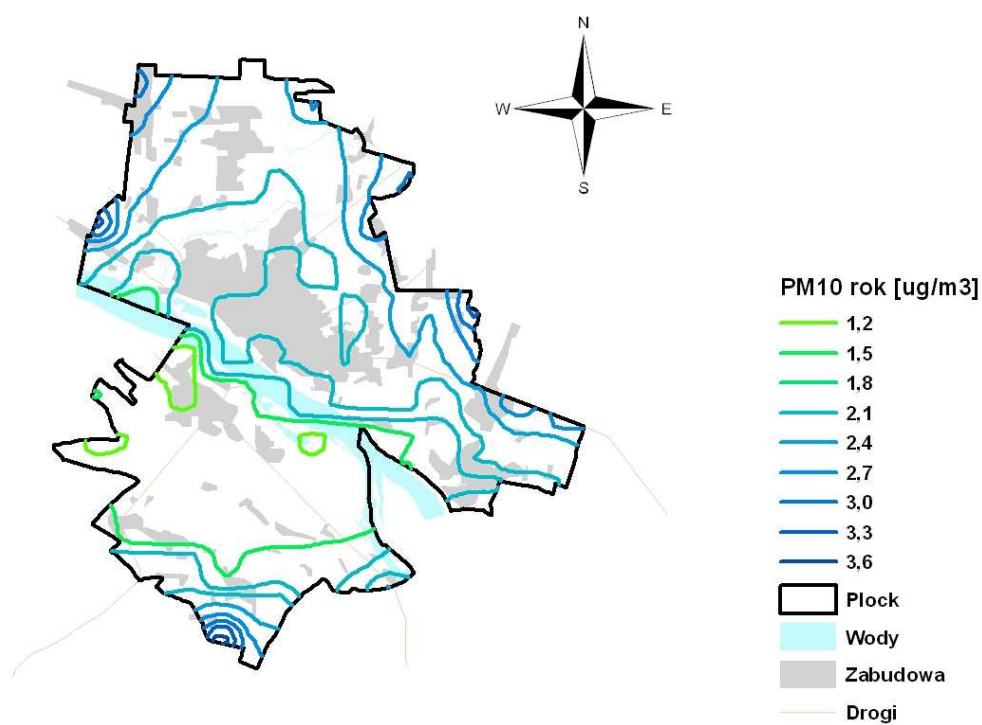 N
W E
S
PM10 rok [ug/m3]
1,2
1,5
1,8
2,1
2,4
2,7
3,0
3,3
3,6
Plock
Wody
Zabudowa
Drogi